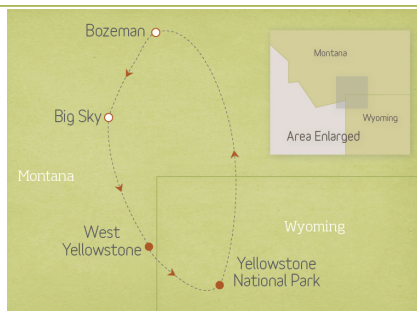 Bozeman
Montana
Big Sky
Wyoming
Area Enlarged
Montana
West
Yellowstone
Wyoming
Yellowstone
National Park